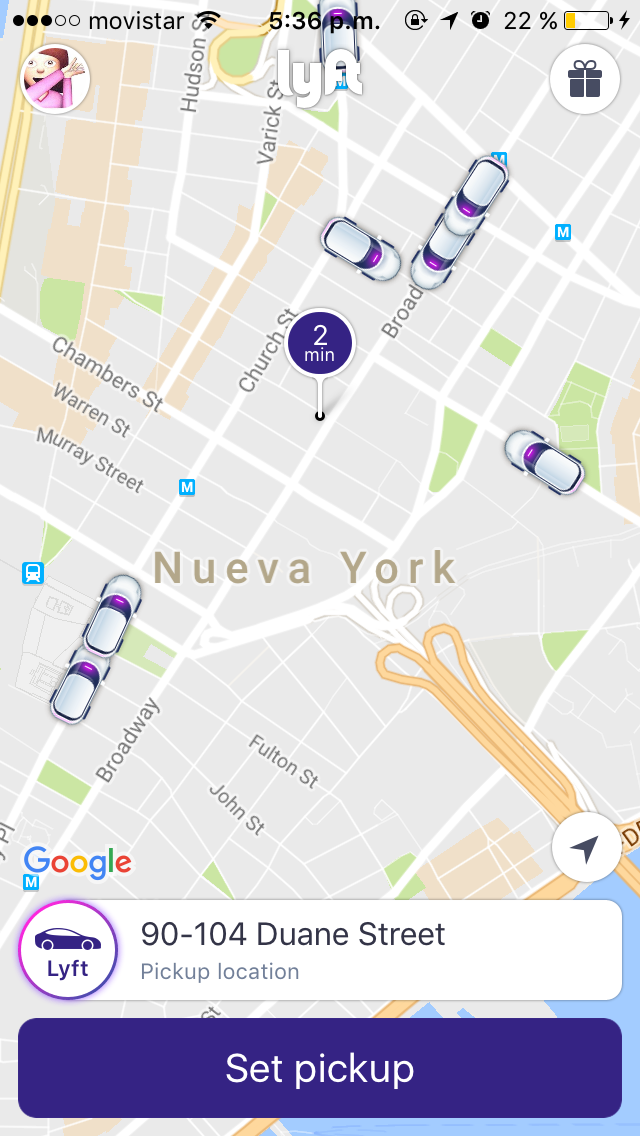 movistar
5:36 p.m.
22 %
lyft
Hudson S
Varick St
M
M
Broad
Church St
2
min
Chambers St
Warren St
Murray Street
M
Nueva York
Broadway
Fulton St
John St
Pl
Google
M
90-104 Duane Street
Lyft
Pickup location
St
Set pickup